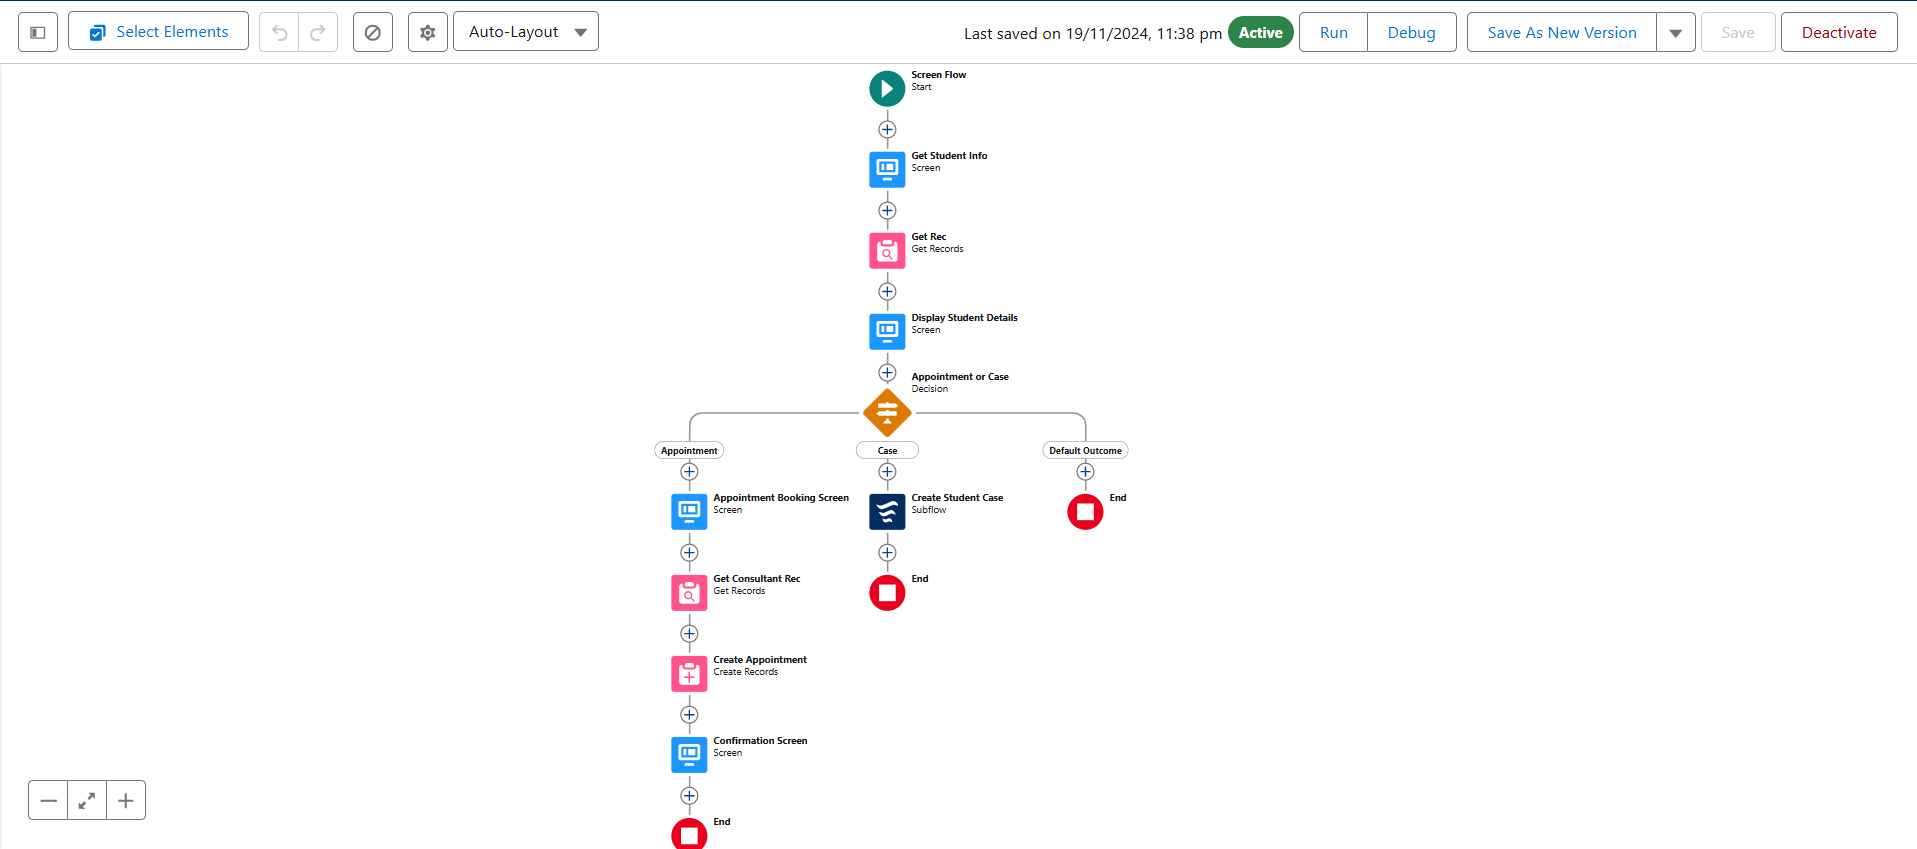 Select Elements
Auto-Layout
Last saved on 19/11/2024, 11:38 pm
Active
Run
Debug
Save As New Version
Save
Deactivate
Screen Flow
Start
Get Student Info
Screen
Get Rec
Get Records
Display Student Details
Screen
Appointment or Case
Decision
Appointment
Case
Default Outcome
Appointment Booking Screen
Screen
Create Student Case
Subflow
End
Get Consultant Rec
Get Records
End
Create Appointment
Create Records
Confirmation Screen
Screen
End